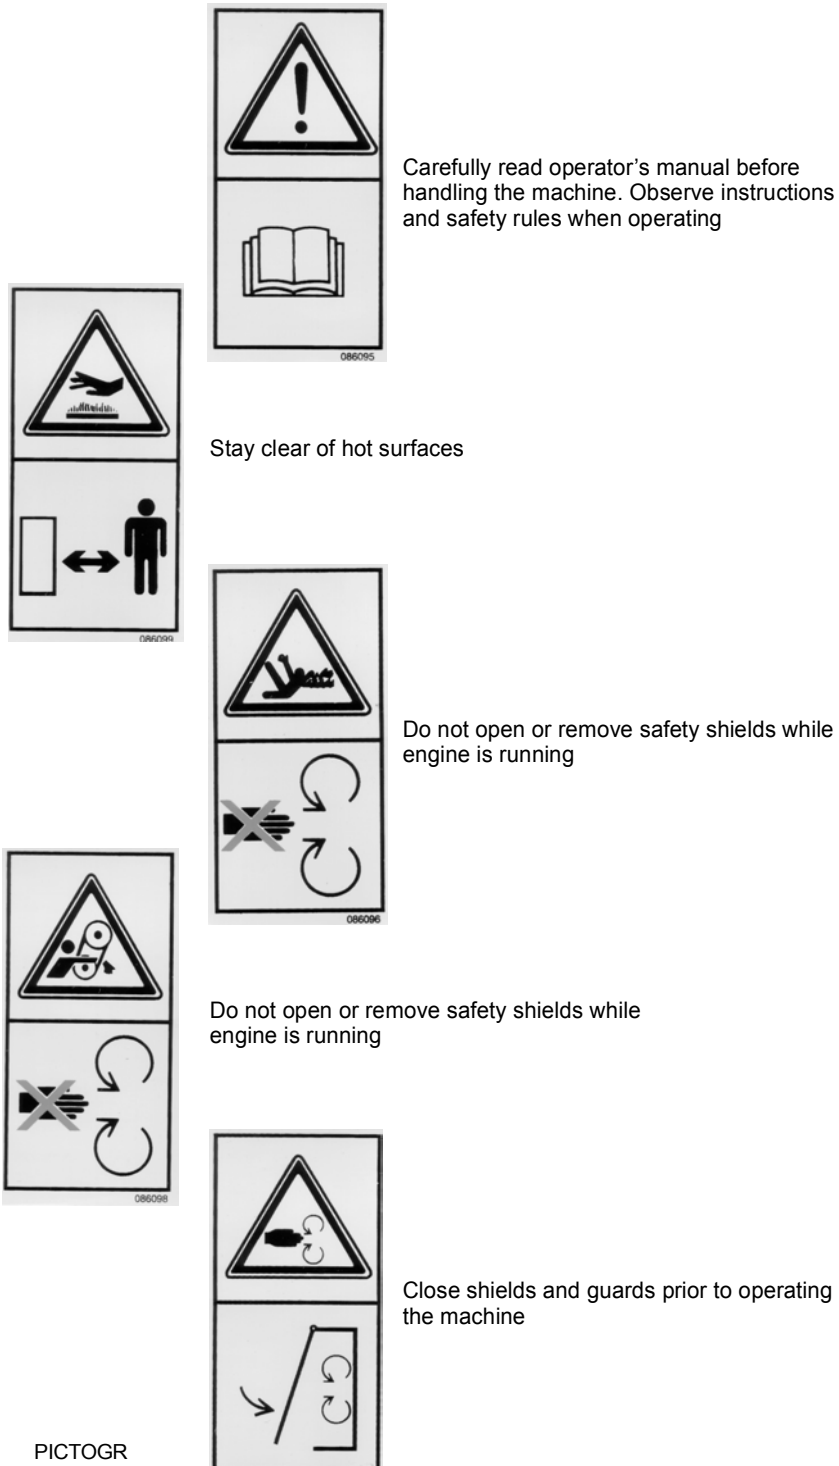 Carefully read operator’s manual before
handling the machine. Observe instructions
and safety rules when operating
086095
Stay clear of hot surfaces
086099
Do not open or remove safety shields while
engine is running
086096
Do not open or remove safety shields while
engine is running
086098
Close shields and guards prior to operating
the machine
PICTOGR